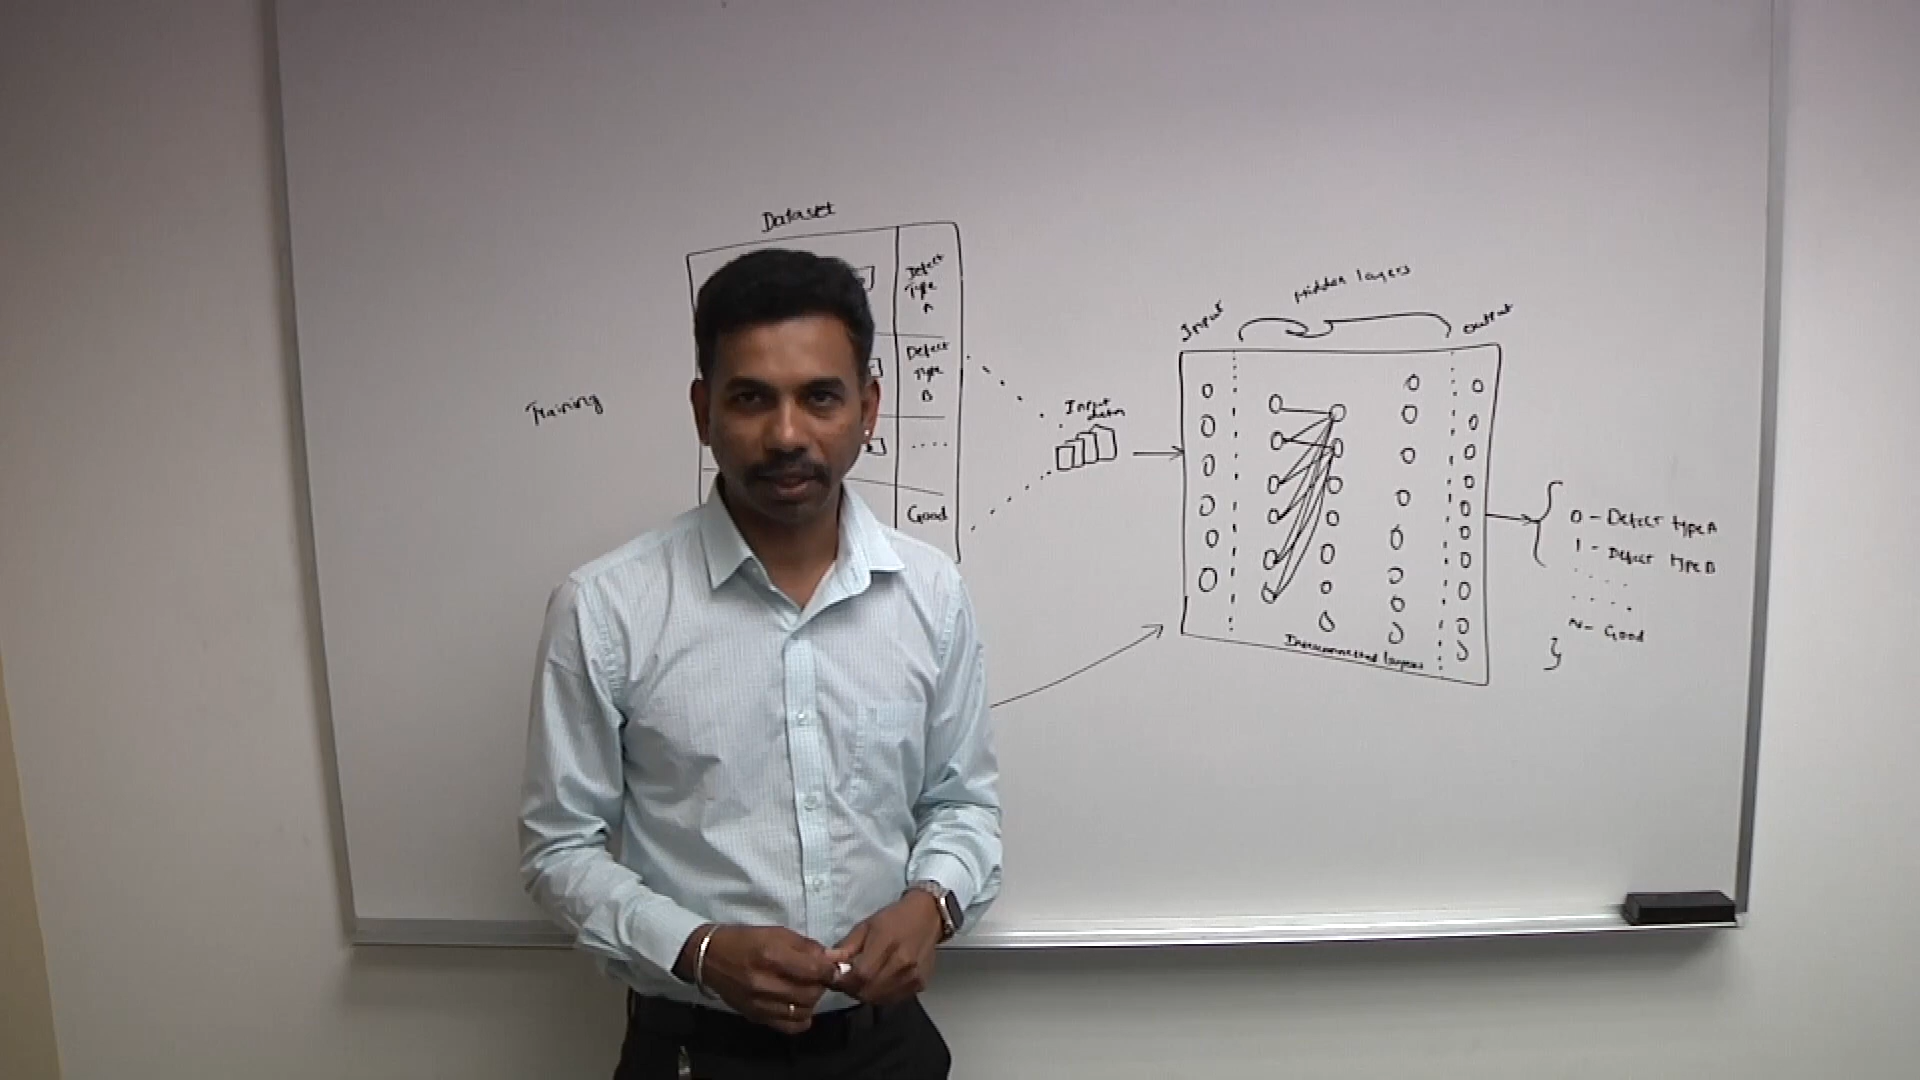 Dataset
Training
Defect
Type
A
Defect
Type
B
....
Good
Input
data
Input
Hidden layers
Output
Interconnected layers
0 - Defect type A
1 - Defect type B
. . . .
. . . .
N - Good
}